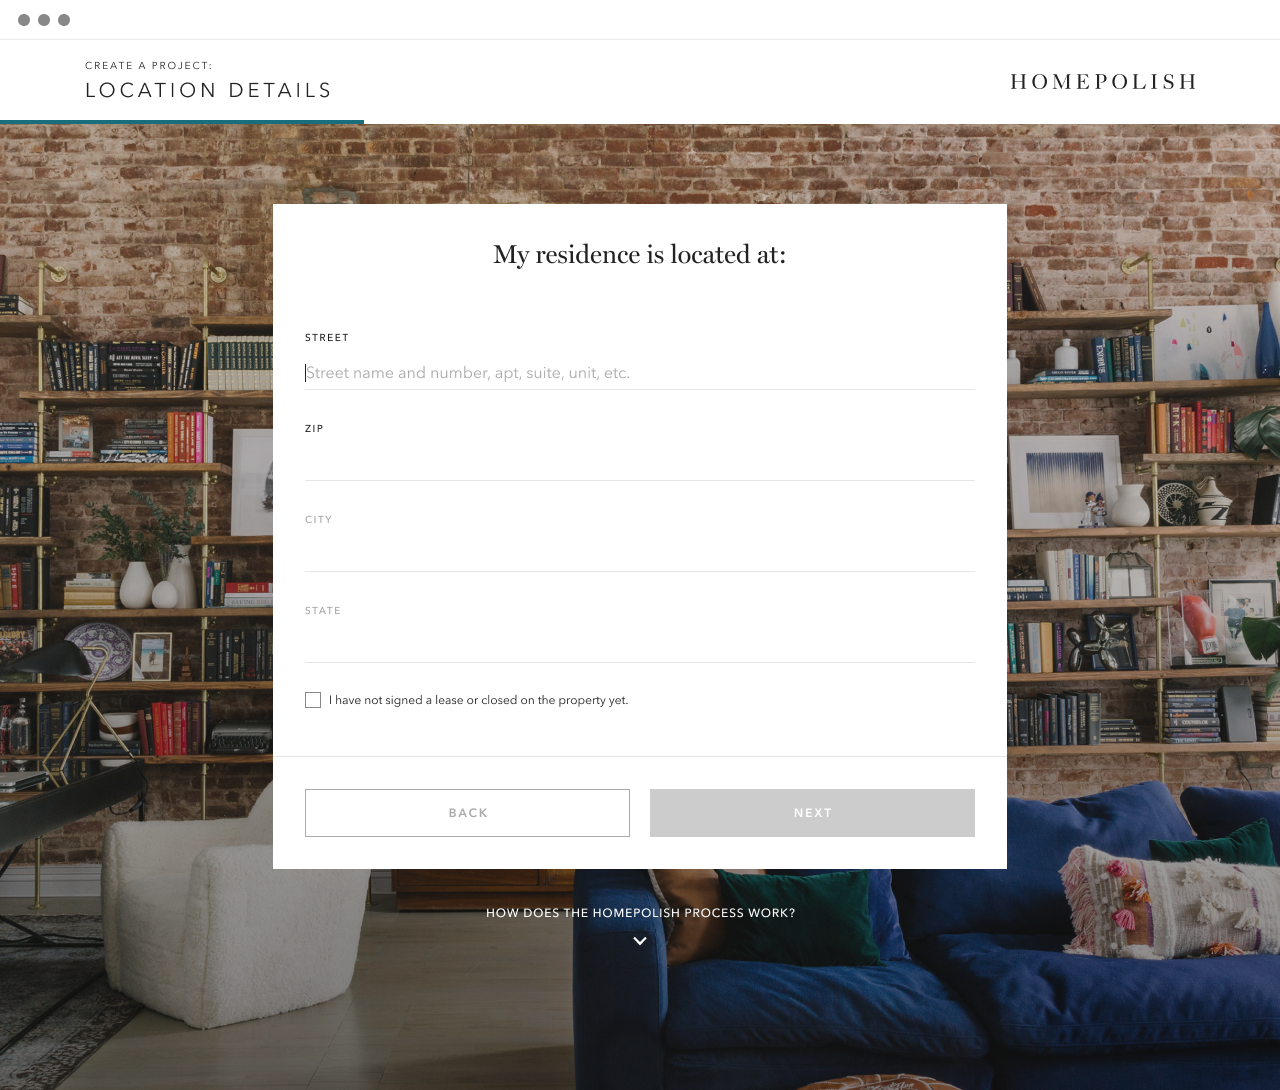 CREATE A PROJECT:
LOCATION DETAILS
HOMEPOLISH
My residence is located at:
STREET
Street name and number, apt, suite, unit, etc.
ZIP
CITY
STATE
I have not signed a lease or closed on the property yet.
BACK
NEXT
HOW DOES THE HOMEPOLISH PROCESS WORK?